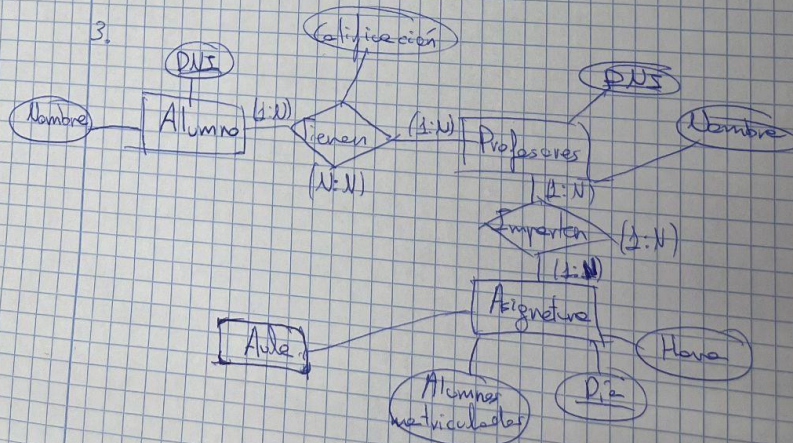 3.
Calificación
DNI
DNI
Nombre
Alumno
(1:N)
Tienen
(1:N)
Profesores
Nombre
(N:N)
(1:N)
Imparten
(1:N)
(1:N)
Asignatura
Aula
Hora
Alumnos
matriculados
Día